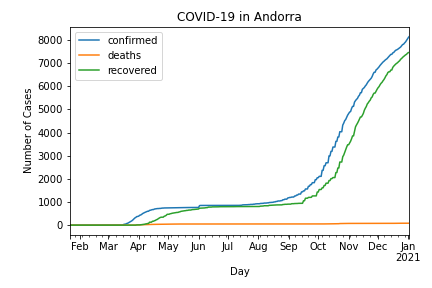 COVID-19 in Andorra
confirmed
deaths
recovered
Number of Cases
8000
7000
6000
5000
4000
3000
2000
1000
0
Feb Mar Apr May Jun Jul Aug Sep Oct Nov Dec Jan
2021
Day